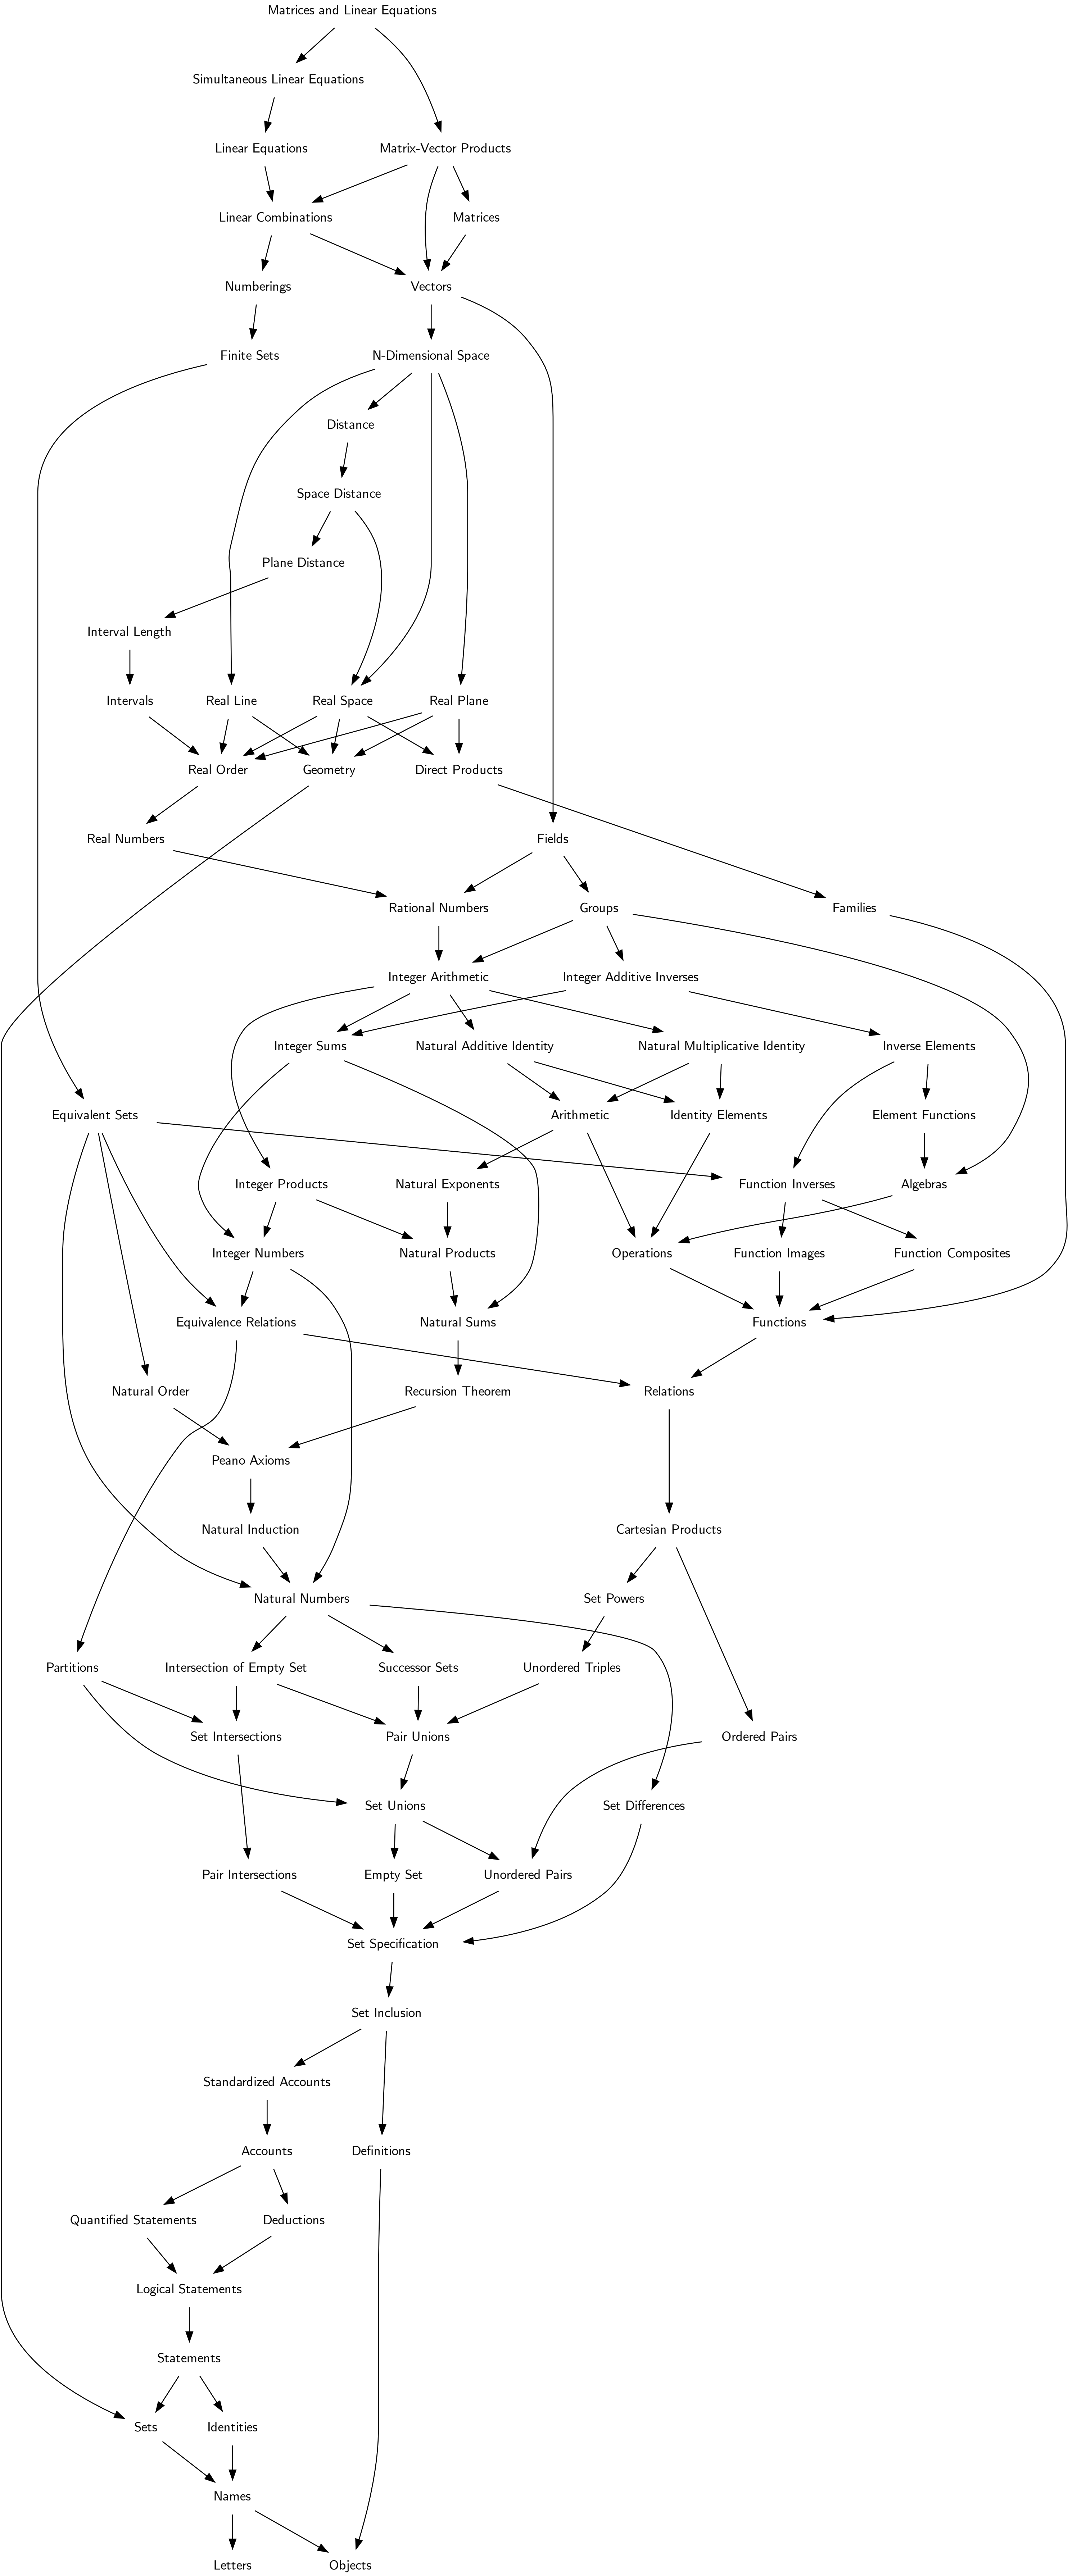 Matrices and Linear Equations
Simultaneous Linear Equations
Linear Equations
Matrix-Vector Products
Linear Combinations
Matrices
Numberings
Vectors
Finite Sets
N-Dimensional Space
Distance
Space Distance
Plane Distance
Interval Length
Intervals
Real Line
Real Space
Real Plane
Real Order
Geometry
Direct Products
Real Numbers
Fields
Rational Numbers
Groups
Families
Integer Arithmetic
Integer Additive Inverses
Integer Sums
Natural Additive Identity
Natural Multiplicative Identity
Inverse Elements
Equivalent Sets
Arithmetic
Identity Elements
Element Functions
Integer Products
Natural Exponents
Function Inverses
Algebras
Integer Numbers
Natural Products
Operations
Function Images
Function Composites
Equivalence Relations
Natural Sums
Functions
Natural Order
Recursion Theorem
Relations
Peano Axioms
Natural Induction
Cartesian Products
Natural Numbers
Set Powers
Partitions
Intersection of Empty Set
Successor Sets
Unordered Triples
Set Intersections
Pair Unions
Ordered Pairs
Set Unions
Set Differences
Pair Intersections
Empty Set
Unordered Pairs
Set Specification
Set Inclusion
Standardized Accounts
Accounts
Definitions
Quantified Statements
Deductions
Logical Statements
Statements
Sets
Identities
Names
Letters
Objects